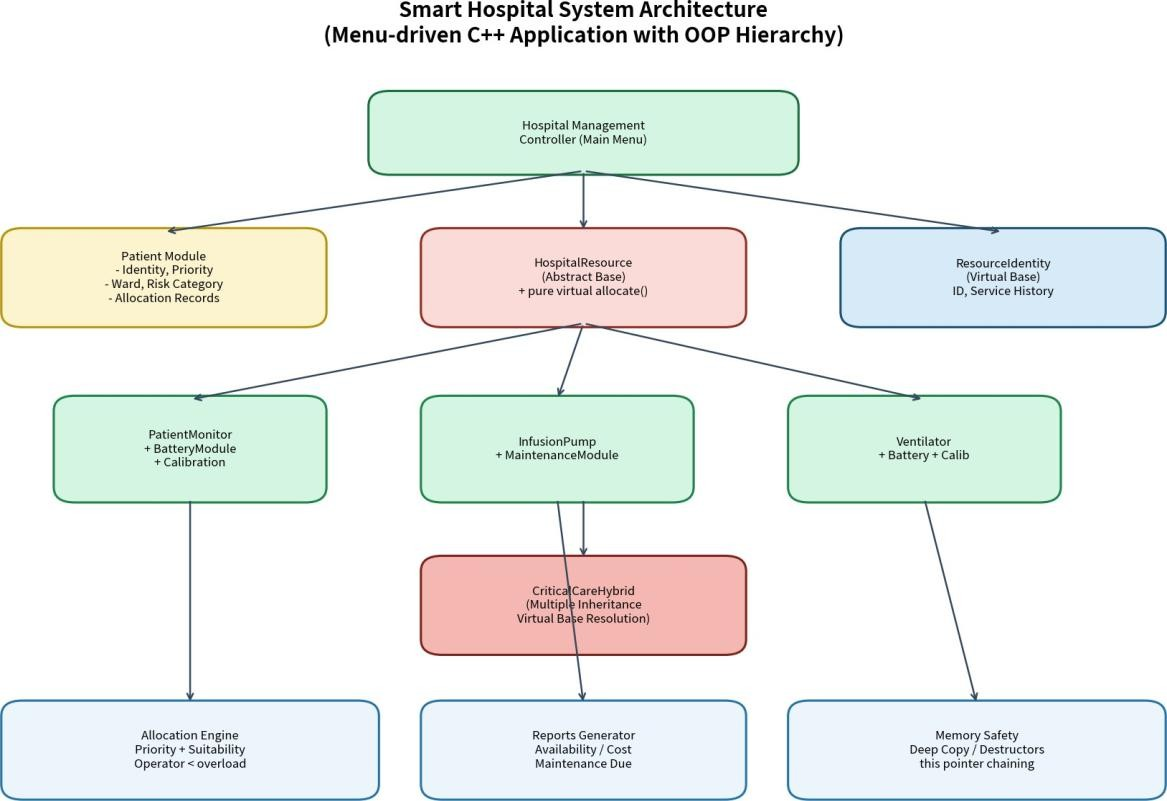 Smart Hospital System Architecture
(Menu-driven C++ Application with OOP Hierarchy)
Hospital Management
Controller (Main Menu)
Patient Module
- Identity, Priority
- Ward, Risk Category
- Allocation Records
HospitalResource
(Abstract Base)
+ pure virtual allocate()
ResourceIdentity
(Virtual Base)
ID, Service History
PatientMonitor
+ BatteryModule
+ Calibration
InfusionPump
+ MaintenanceModule
Ventilator
+ Battery + Calib
CriticalCareHybrid
(Multiple Inheritance
Virtual Base Resolution)
Allocation Engine
Priority + Suitability
Operator < overload
Reports Generator
Availability / Cost
Maintenance Due
Memory Safety
Deep Copy / Destructors
this pointer chaining